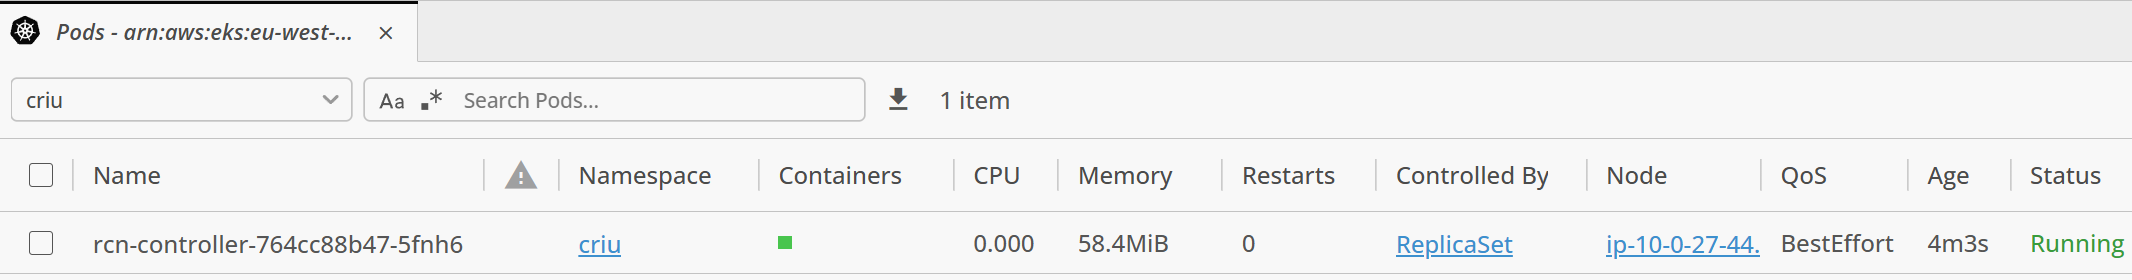 Pods - arn:aws:eks:eu-west-...
criu Aa .* Search Pods... 1 item
Name Namespace Containers CPU Memory Restarts Controlled By Node QoS Age Status
rcn-controller-764cc88b47-5fnh6 criu 0.000 58.4MiB 0 ReplicaSet ip-10-0-27-44. BestEffort 4m3s Running